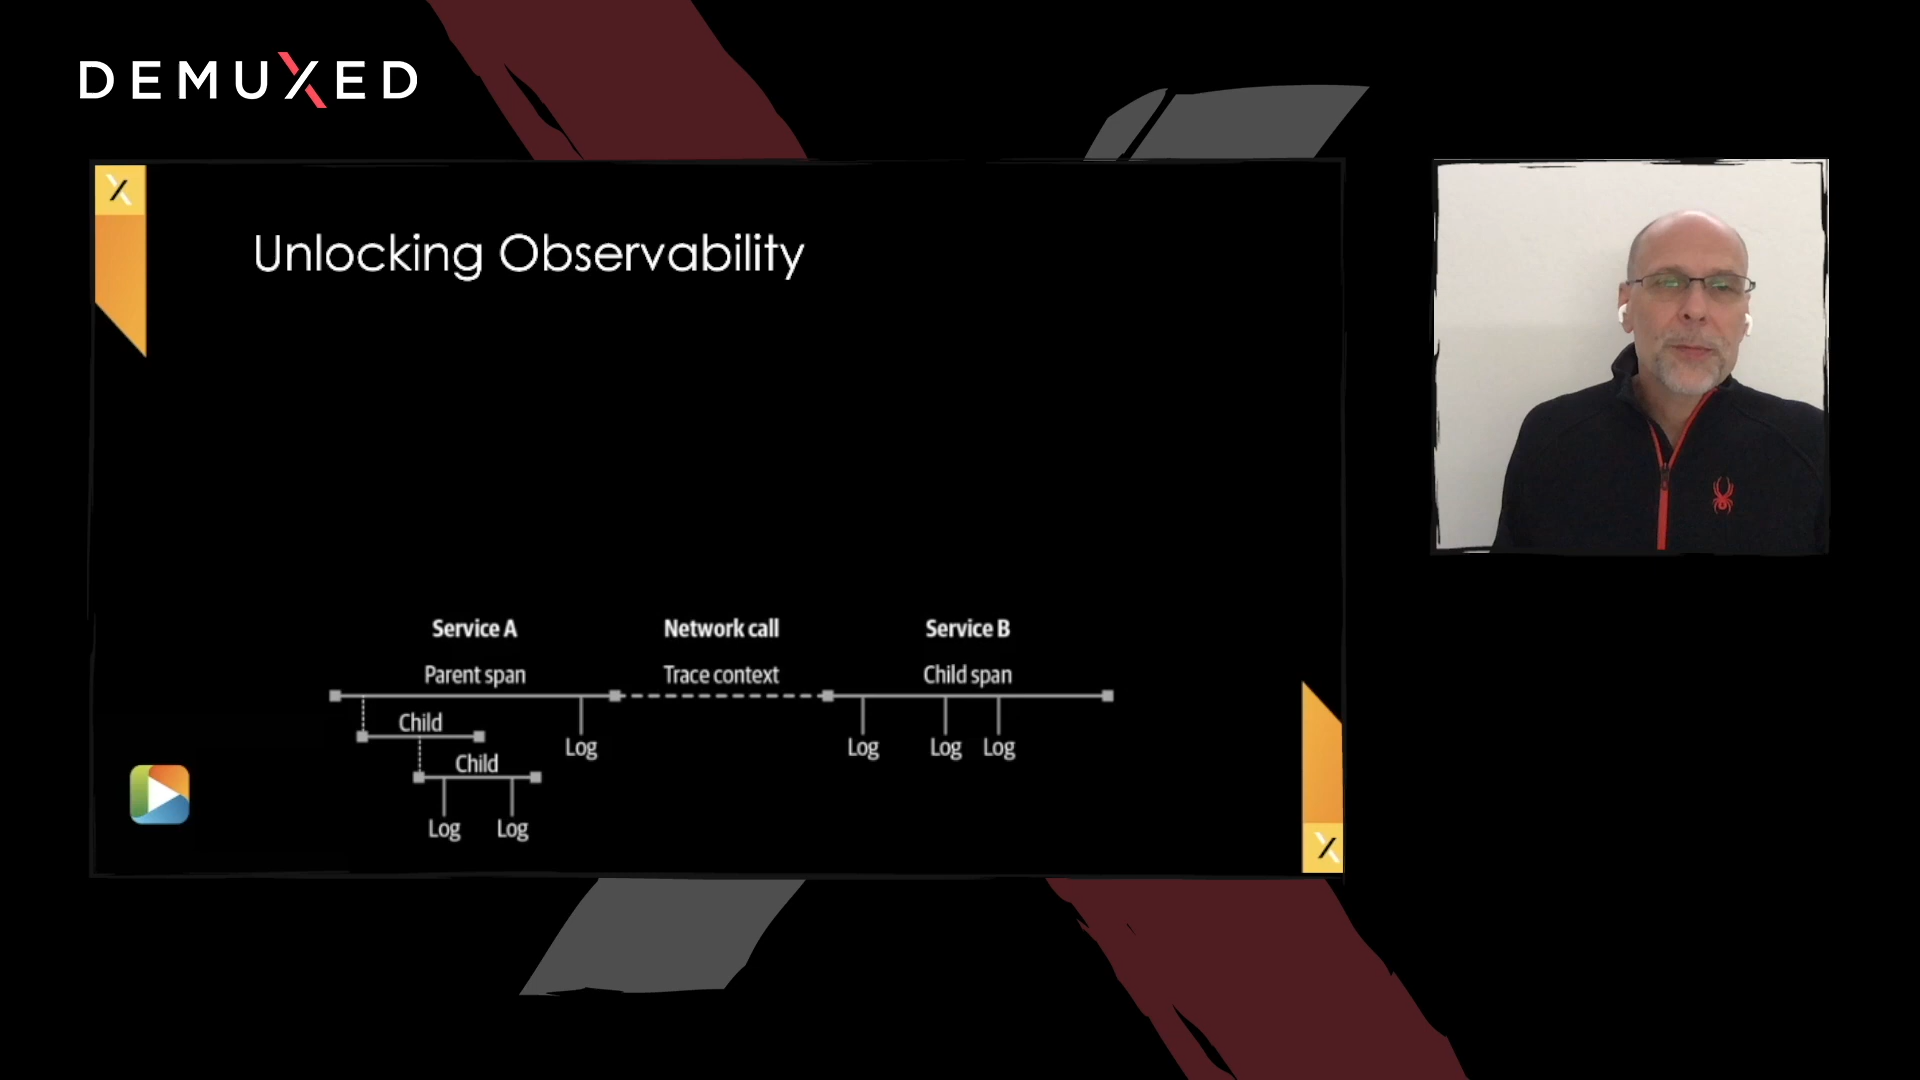 DEMUXED
Unlocking Observability
Service A Network call Service B
Parent span Trace context Child span
Child
Log Log Log Log
Child
Log Log